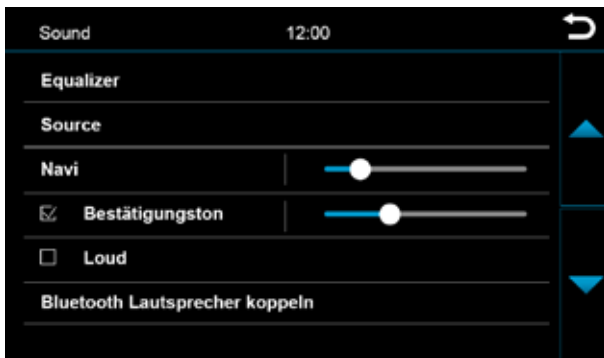 Sound 12:00
Equalizer
Source
Navi
Bestätigungston
Loud
Bluetooth Lautsprecher koppeln